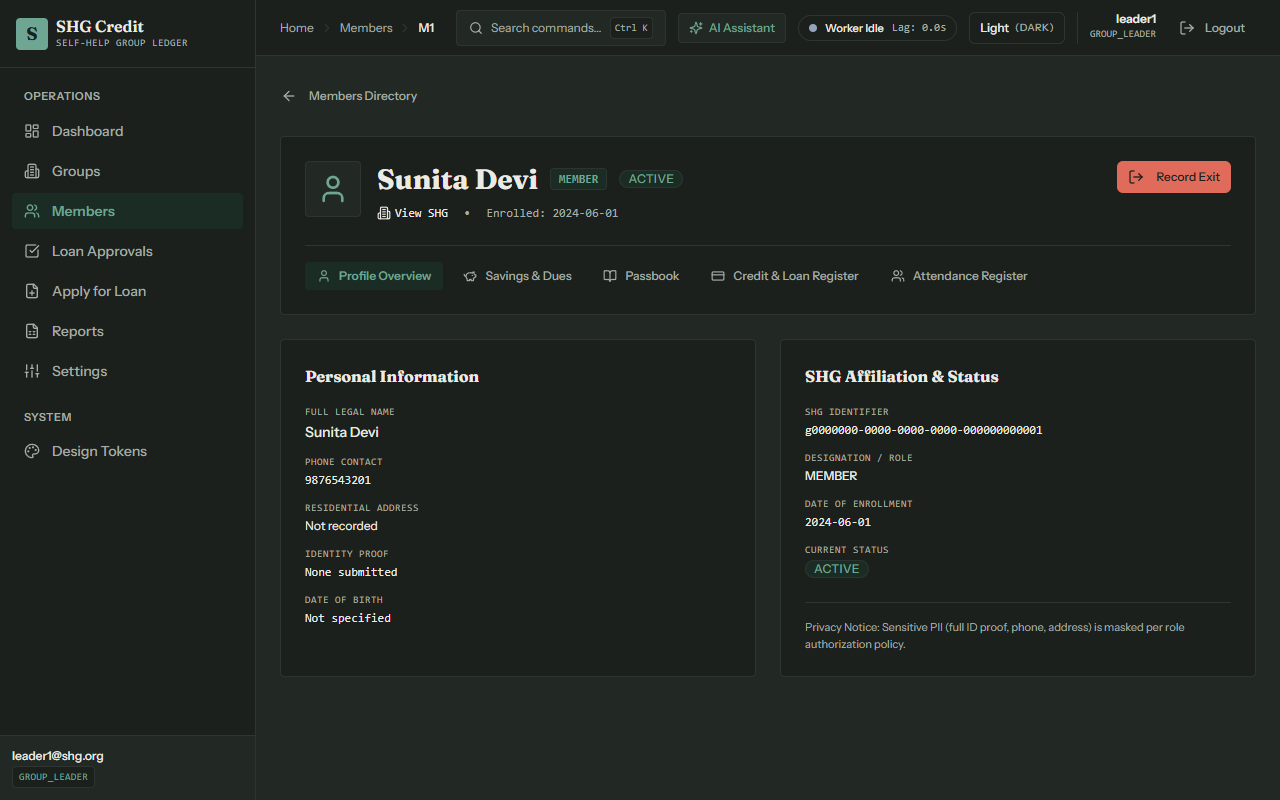 S
SHG Credit
SELF-HELP GROUP LEDGER
OPERATIONS
Dashboard
Groups
Members
Loan Approvals
Apply for Loan
Reports
Settings
SYSTEM
Design Tokens
leader1@shg.org
GROUP_LEADER
Home Members M1
Search commands... Ctrl K
AI Assistant
Worker Idle Lag: 0.0s
Light (DARK)
leader1
GROUP_LEADER
Logout
Members Directory
Sunita Devi MEMBER ACTIVE
View SHG • Enrolled: 2024-06-01
Record Exit
Profile Overview Savings & Dues Passbook Credit & Loan Register Attendance Register
Personal Information
FULL LEGAL NAME
Sunita Devi
PHONE CONTACT
9876543201
RESIDENTIAL ADDRESS
Not recorded
IDENTITY PROOF
None submitted
DATE OF BIRTH
Not specified
SHG Affiliation & Status
SHG IDENTIFIER
g0000000-0000-0000-0000-000000000001
DESIGNATION / ROLE
MEMBER
DATE OF ENROLLMENT
2024-06-01
CURRENT STATUS
ACTIVE
Privacy Notice: Sensitive PII (full ID proof, phone, address) is masked per role
authorization policy.